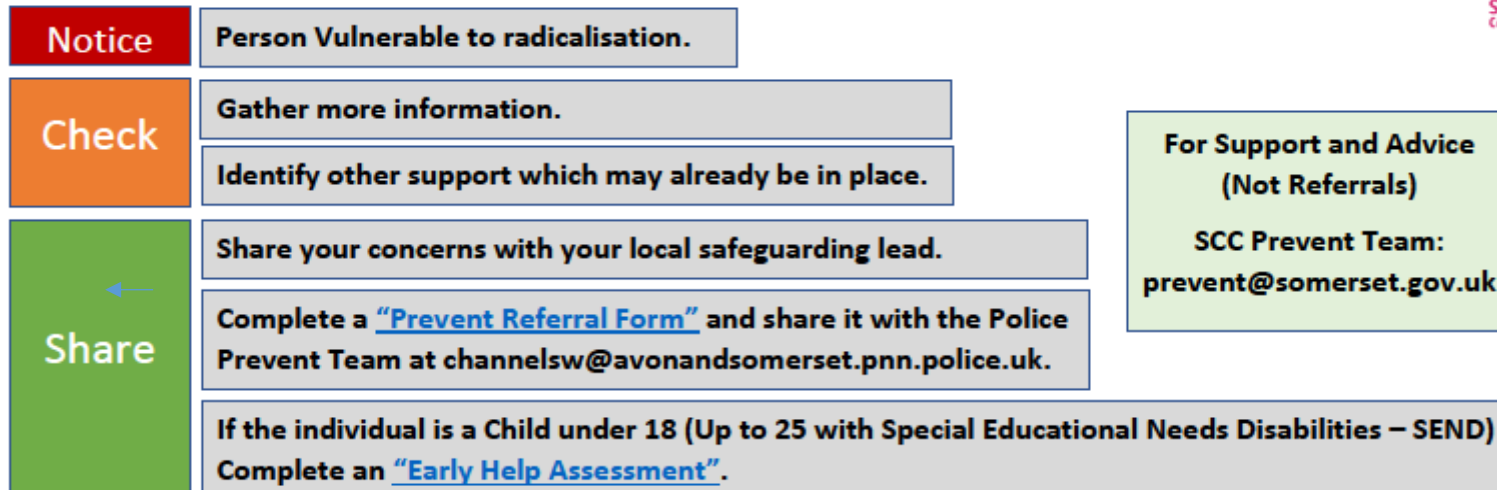 Notice
Person Vulnerable to radicalisation.
Check
Gather more information.
Identify other support which may already be in place.
For Support and Advice
(Not Referrals)
SCC Prevent Team:
prevent@somerset.gov.uk
Share
Share your concerns with your local safeguarding lead.
Complete a “Prevent Referral Form” and share it with the Police
Prevent Team at channelsw@avonandsomerset.pnn.police.uk.
If the individual is a Child under 18 (Up to 25 with Special Educational Needs Disabilities – SEND)
Complete an “Early Help Assessment”.